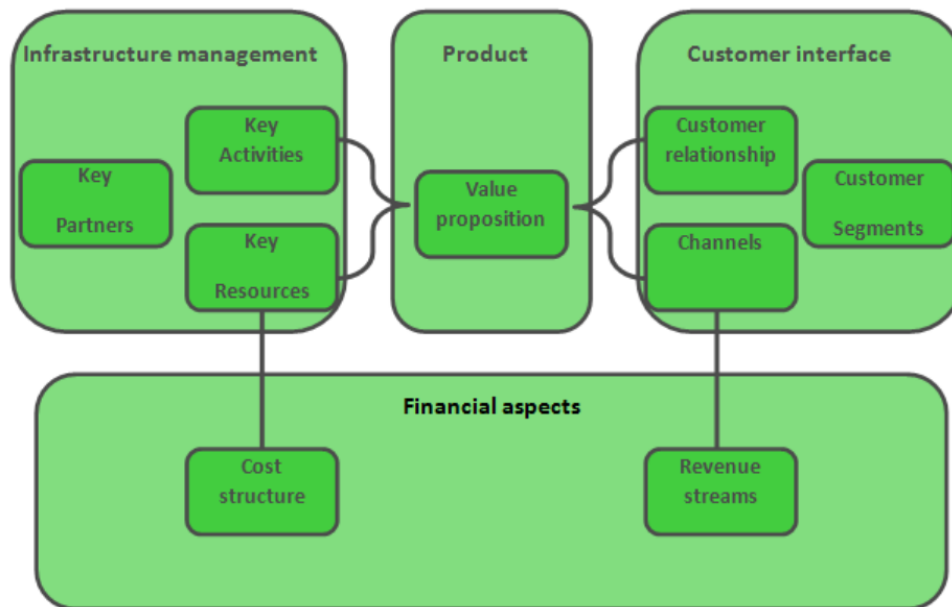 Infrastructure management
Product
Customer interface
Key
Activities
Key
Partners
Key
Resources
Value
proposition
Customer
relationship
Channels
Customer
Segments
Financial aspects
Cost
structure
Revenue
streams